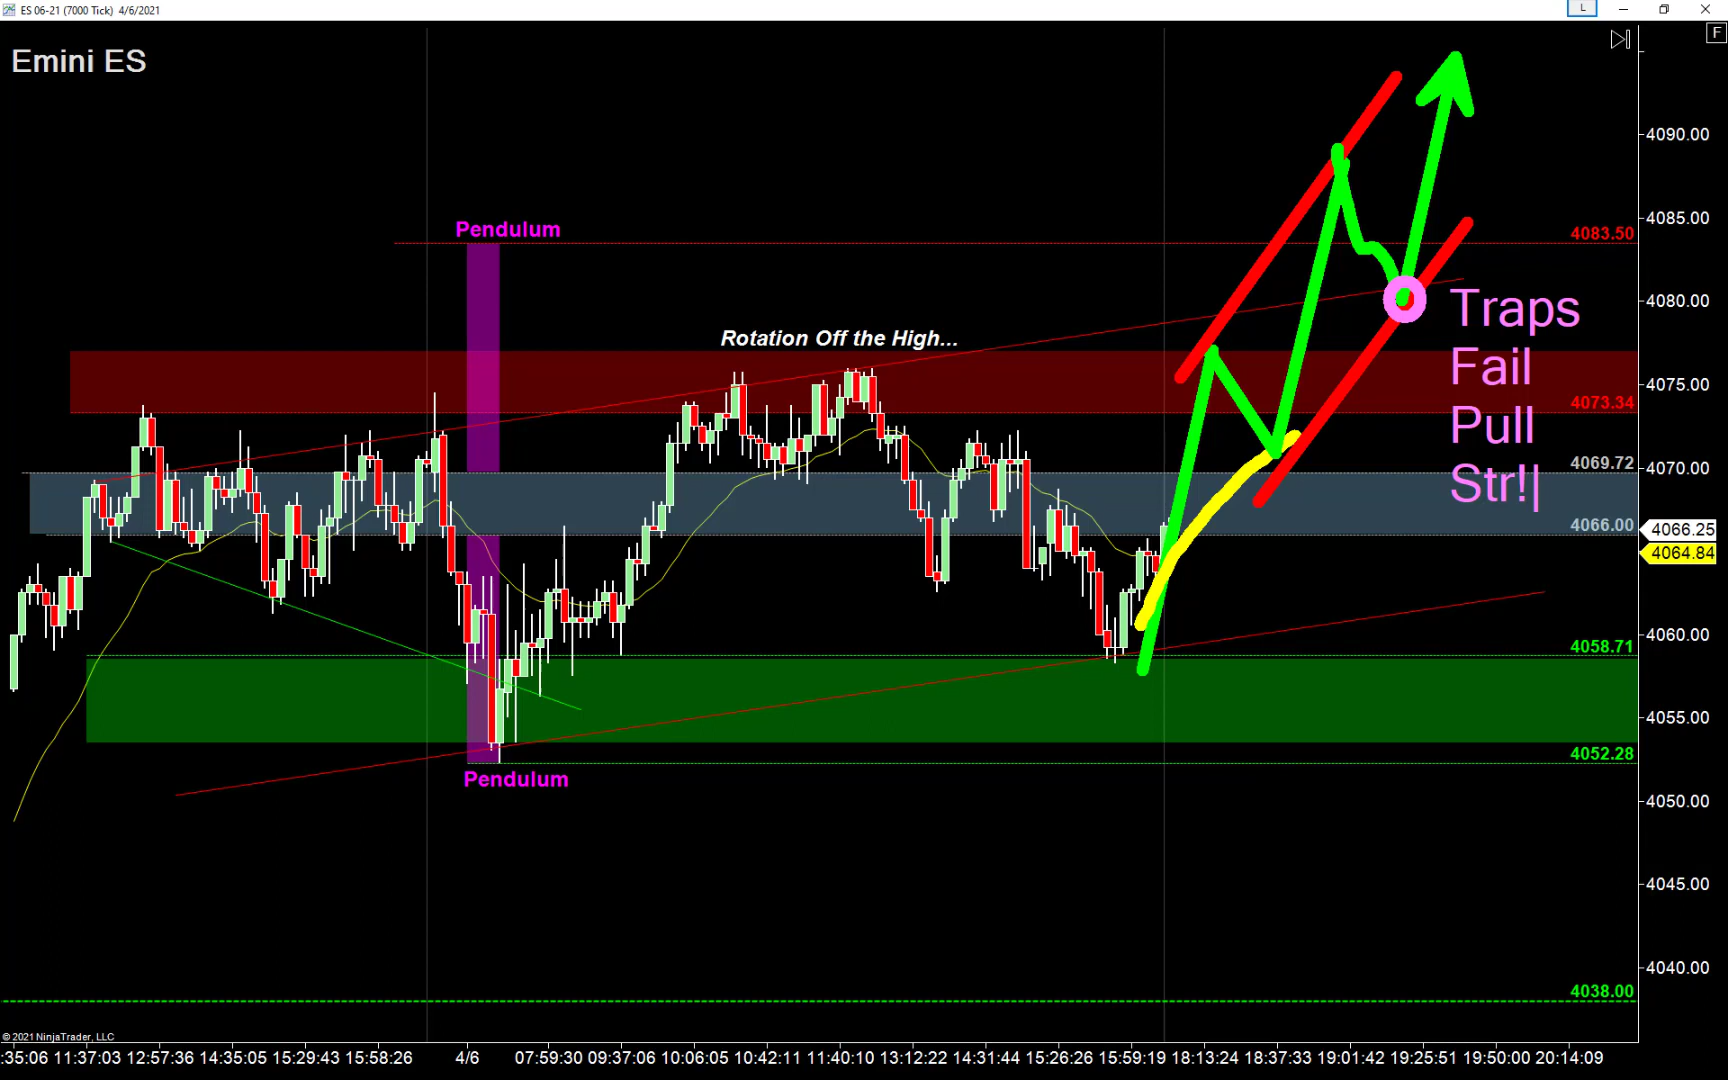 ES 06-21 (7000 Tick)  4/6/2021
L
F
Emini ES
4090.00
4085.00
Pendulum
4083.50
4080.00
Traps
Fail
Pull
Str!|
Rotation Off the High...
4075.00
4073.34
4070.00
4069.72
4066.00
4066.25
4064.84
4060.00
4058.71
4055.00
4052.28
Pendulum
4050.00
4045.00
4040.00
4038.00
© 2021 NinjaTrader, LLC
:35:06 11:37:03 12:57:36 14:35:05 15:29:43 15:58:26 4/6 07:59:30 09:37:06 10:06:05 10:42:11 11:40:10 13:12:22 14:31:44 15:26:26 15:59:19 18:13:24 18:37:33 19:01:42 19:25:51 19:50:00 20:14:09